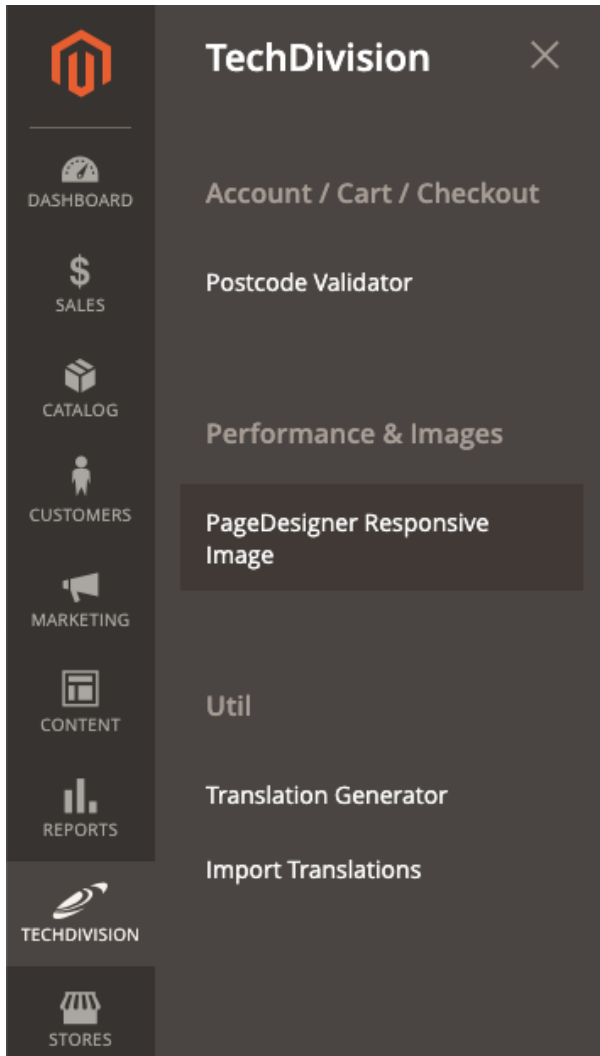 DASHBOARD
SALES
CATALOG
CUSTOMERS
MARKETING
CONTENT
REPORTS
TECHDIVISION
STORES
TechDivision
Account / Cart / Checkout
Postcode Validator
Performance & Images
PageDesigner Responsive
Image
Util
Translation Generator
Import Translations